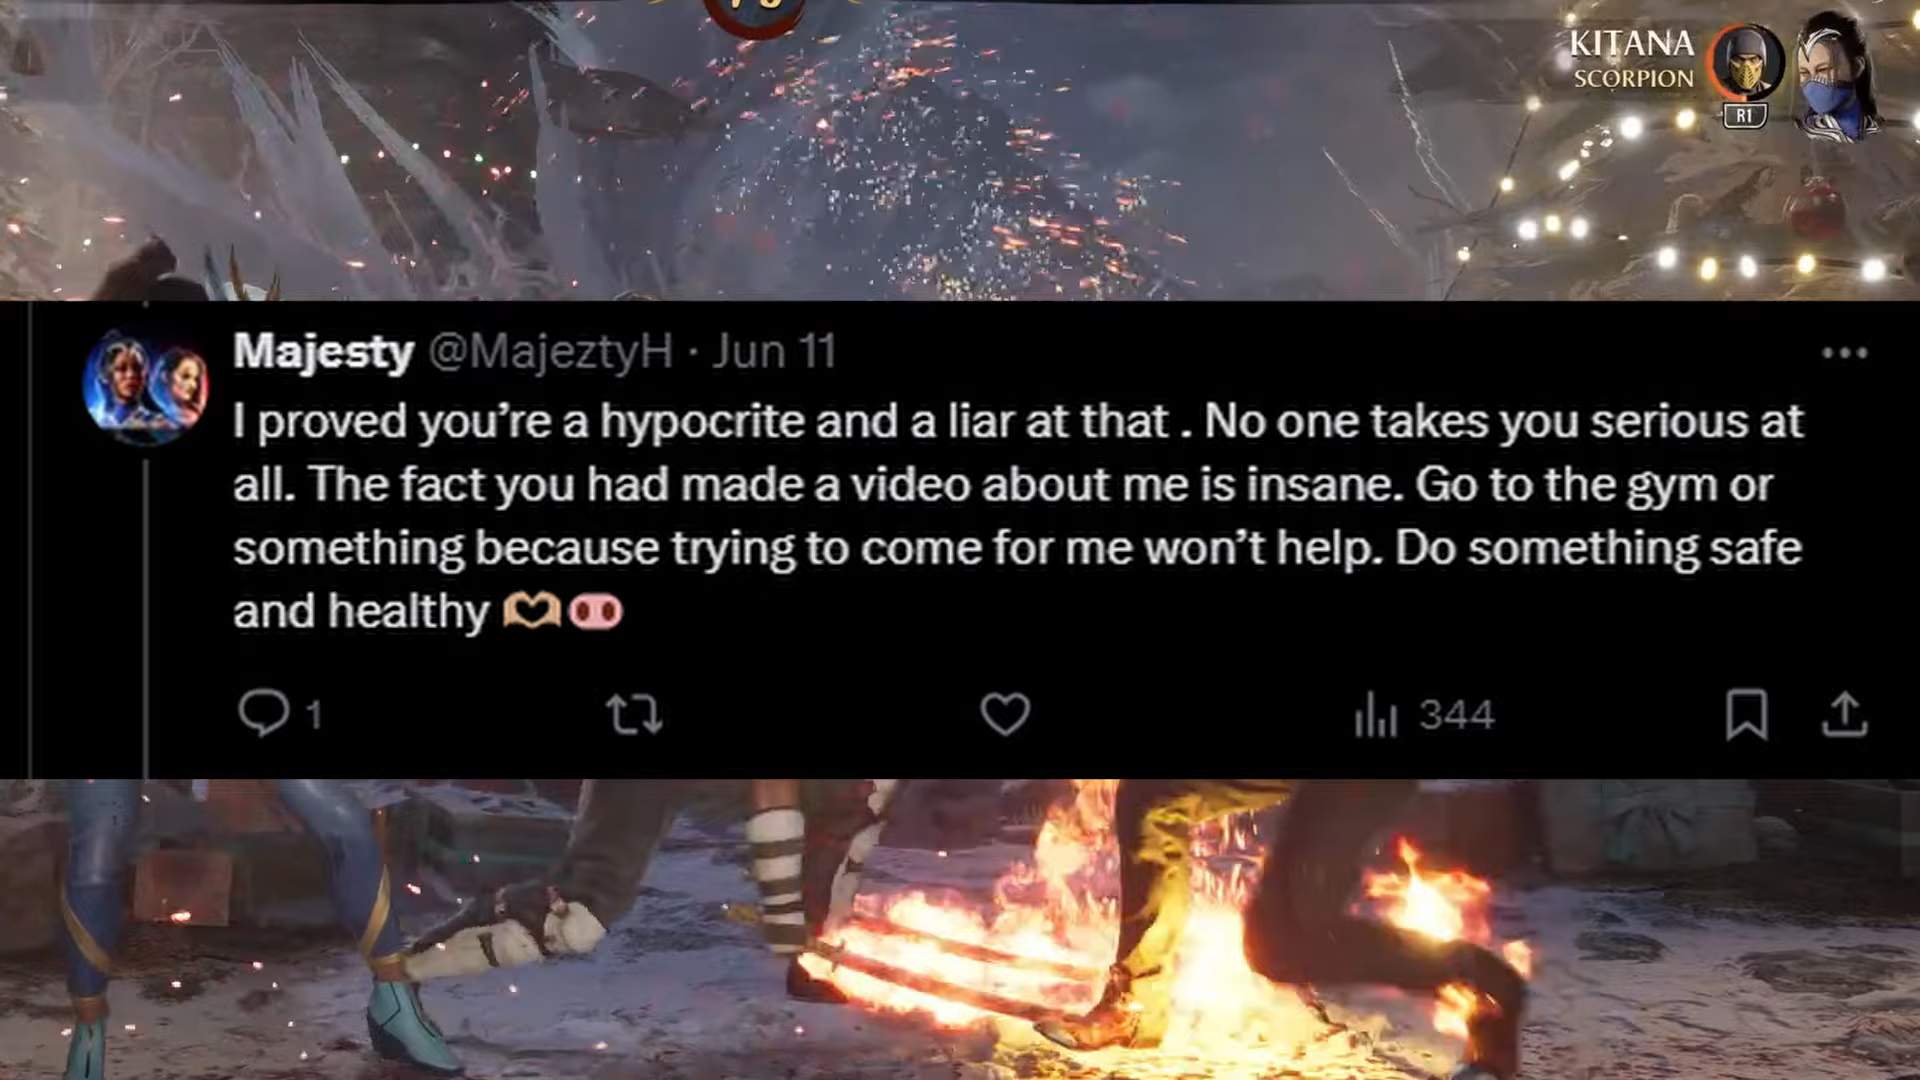 KITANA
SCORPION
R1
Majesty @MajeztyH · Jun 11
I proved you’re a hypocrite and a liar at that . No one takes you serious at
all. The fact you had made a video about me is insane. Go to the gym or
something because trying to come for me won’t help. Do something safe
and healthy 🫶🏼🐽
1
344